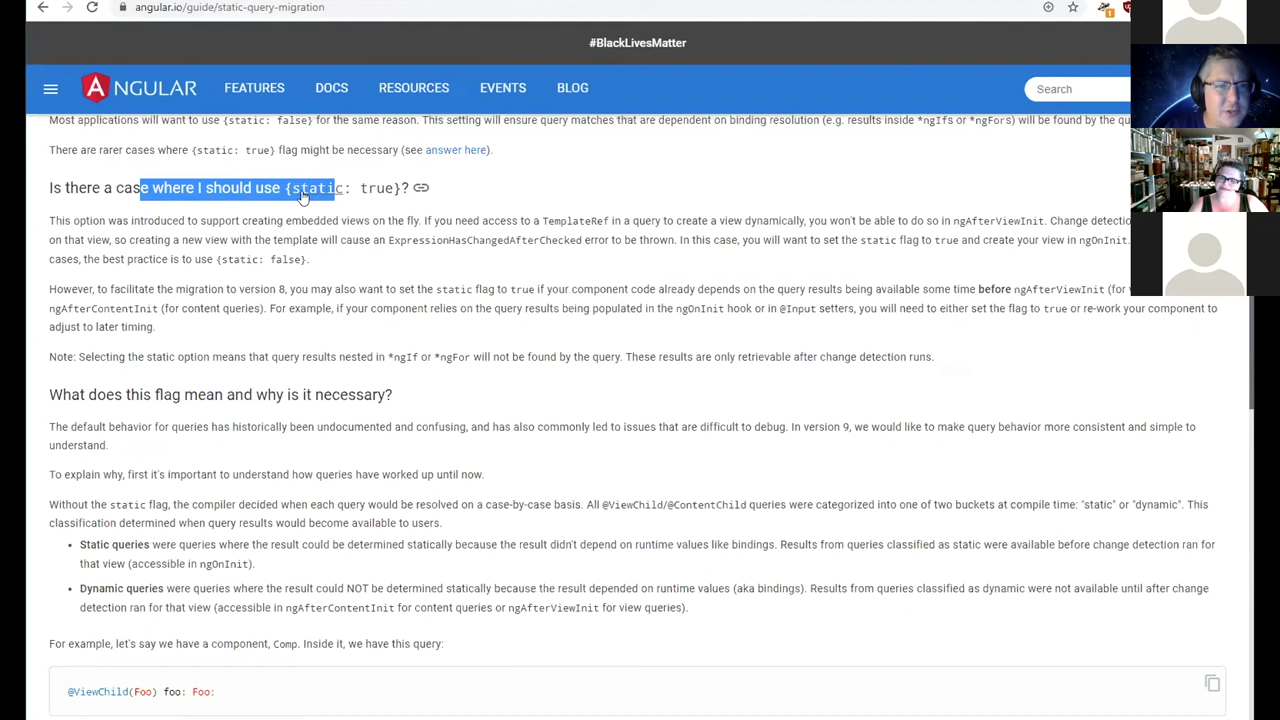 angular.io/guide/static-query-migration
1
#BlackLivesMatter
ANGULAR
FEATURES
DOCS
RESOURCES
EVENTS
BLOG
Search
Most applications will want to use {static: false} for the same reason. This setting will ensure query matches that are dependent on binding resolution (e.g. results inside *ngIfs or *ngFors) will be found by the
There are rarer cases where {static: true} flag might be necessary (see answer here).
Is there a case where I should use {static: true}?
This option was introduced to support creating embedded views on the fly. If you need access to a TemplateRef in a query to create a view dynamically, you won't be able to do so in ngAfterViewInit. Change
on that view, so creating a new view with the template will cause an ExpressionHasChangedAfterChecked error to be thrown. In this case, you will want to set the static flag to true and create your view in ngOnInit.
cases, the best practice is to use {static: false}.
However, to facilitate the migration to version 8, you may also want to set the static flag to true if your component code already depends on the query results being available some time before ngAfterViewInit (for
ngAfterContentInit (for content queries). For example, if your component relies on the query results being populated in the ngOnInit hook or in @Input setters, you will need to either set the flag to true or re-work your component to
adjust to later timing.
Note: Selecting the static option means that query results nested in *ngIf or *ngFor will not be found by the query. These results are only retrievable after change detection runs.
What does this flag mean and why is it necessary?
The default behavior for queries has historically been undocumented and confusing, and has also commonly led to issues that are difficult to debug. In version 9, we would like to make query behavior more consistent and simple to
understand.
To explain why, first it's important to understand how queries have worked up until now.
Without the static flag, the compiler decided when each query would be resolved on a case-by-case basis. All @ViewChild/@ContentChild queries were categorized into one of two buckets at compile time: "static" or "dynamic". This
classification determined when query results would become available to users.
• Static queries were queries where the result could be determined statically because the result didn't depend on runtime values like bindings. Results from queries classified as static were available before change detection ran for
that view (accessible in ngOnInit).
• Dynamic queries were queries where the result could NOT be determined statically because the result depended on runtime values (aka bindings). Results from queries classified as dynamic were not available until after change
detection ran for that view (accessible in ngAfterContentInit for content queries or ngAfterViewInit for view queries).
For example, let's say we have a component, Comp. Inside it, we have this query:
@ViewChild(Foo) foo: Foo;